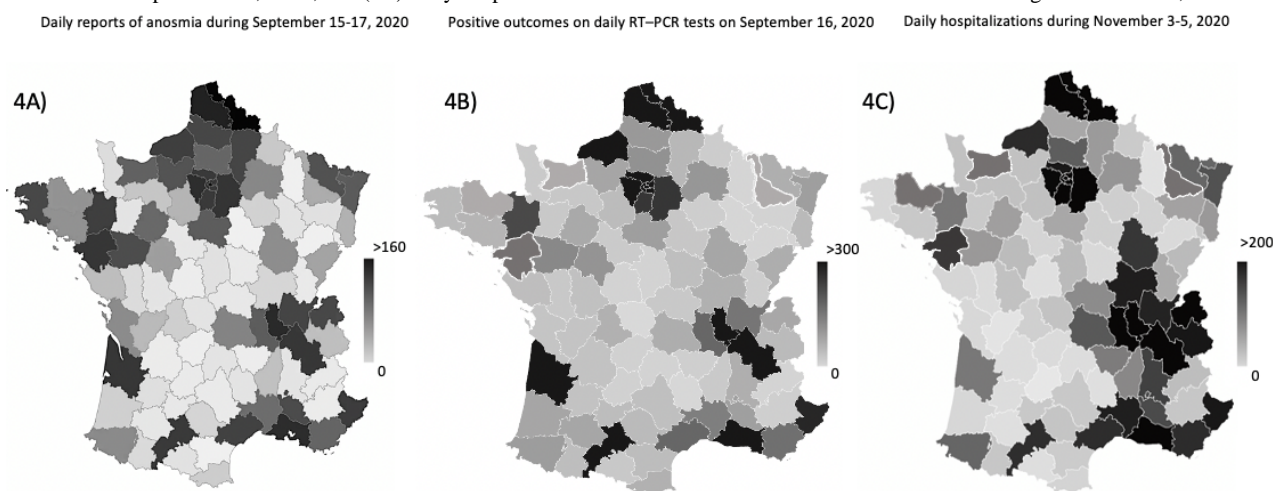 Daily reports of anosmia during September 15-17, 2020
Positive outcomes on daily RT–PCR tests on September 16, 2020
Daily hospitalizations during November 3-5, 2020
4A)
4B)
4C)
>160
0
>300
0
>200
0